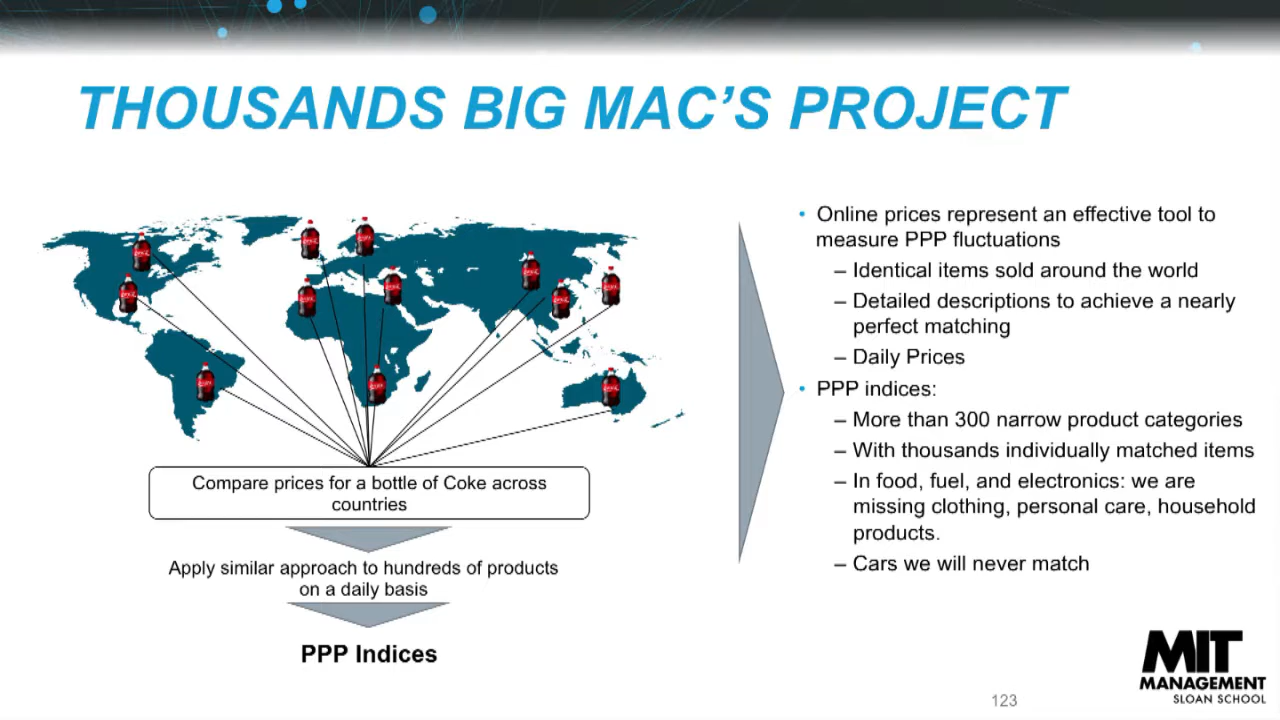 THOUSANDS BIG MAC’S PROJECT
Compare prices for a bottle of Coke across
countries
Apply similar approach to hundreds of products
on a daily basis
PPP Indices
• Online prices represent an effective tool to
measure PPP fluctuations
– Identical items sold around the world
– Detailed descriptions to achieve a nearly
perfect matching
– Daily Prices
• PPP indices:
– More than 300 narrow product categories
– With thousands individually matched items
– In food, fuel, and electronics: we are
missing clothing, personal care, household
products.
– Cars we will never match
123
MIT
MANAGEMENT
SLOAN SCHOOL